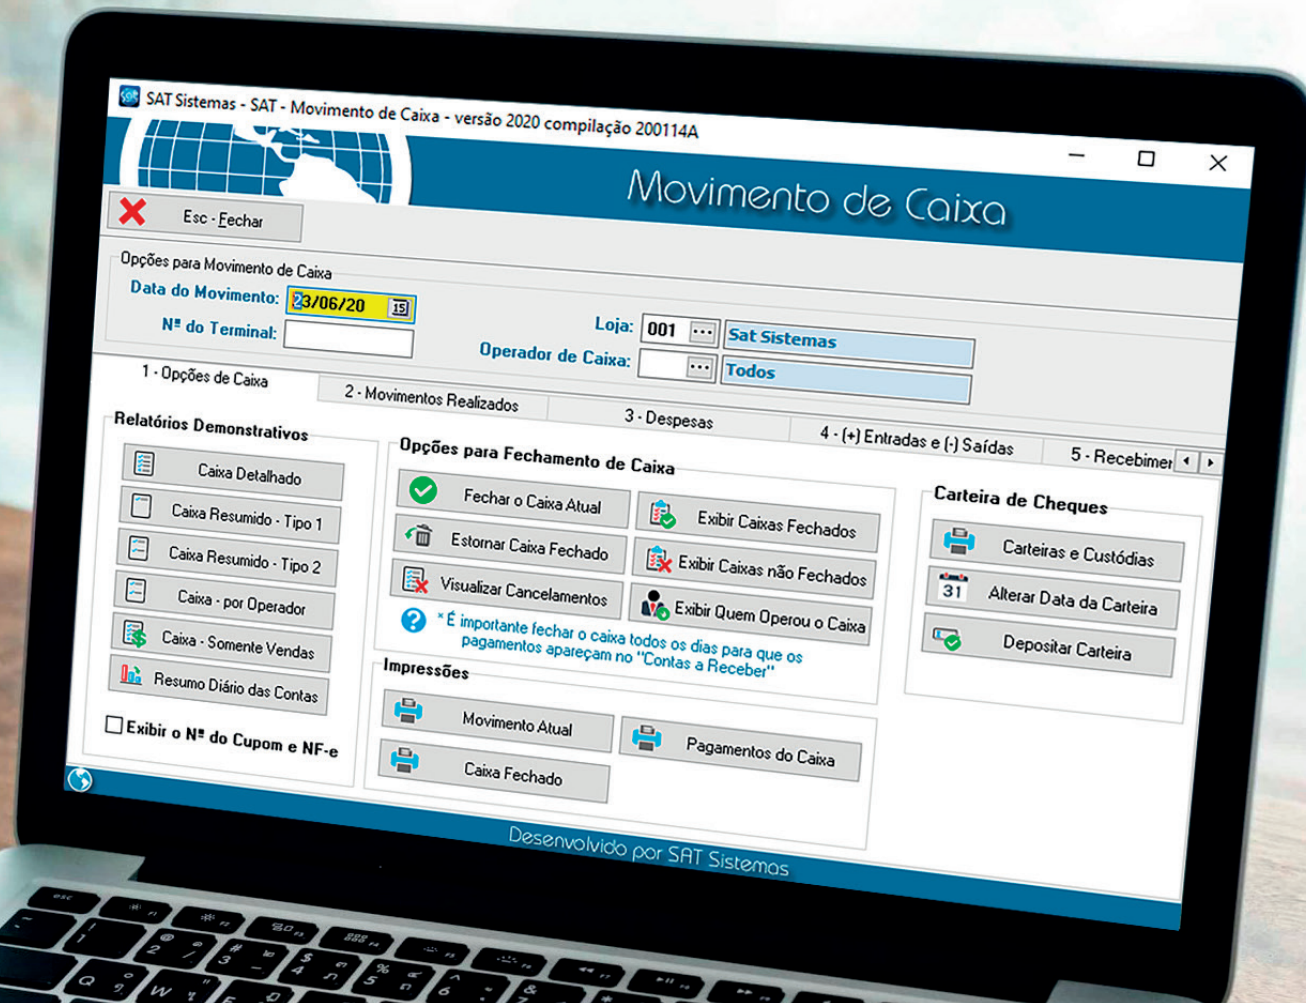 SAT Sistemas - SAT - Movimento de Caixa - versão 2020 compilação 200114A
Movimento de Caixa
Esc - Fechar
Opções para Movimento de Caixa
Data do Movimento: 23/06/20 15
Nº do Terminal:
Loja: 001 ... Sat Sistemas
Operador de Caixa: ... Todos
1 - Opções de Caixa
2 - Movimentos Realizados
3 - Despesas
4 - (+) Entradas e (-) Saídas
5 - Recebimer
Relatórios Demonstrativos
Caixa Detalhado
Caixa Resumido - Tipo 1
Caixa Resumido - Tipo 2
Caixa - por Operador
Caixa - Somente Vendas
Resumo Diário das Contas
Exibir o Nº do Cupom e NF-e
Opções para Fechamento de Caixa
Fechar o Caixa Atual
Exibir Caixas Fechados
Estornar Caixa Fechado
Exibir Caixas não Fechados
Visualizar Cancelamentos
Exibir Quem Operou o Caixa
* É importante fechar o caixa todos os dias para que os
pagamentos apareçam no "Contas a Receber"
Impressões
Movimento Atual
Pagamentos do Caixa
Caixa Fechado
Carteira de Cheques
Carteiras e Custódias
31
Alterar Data da Carteira
Depositar Carteira
Desenvolvido por SAT Sistemas
esc
Q W